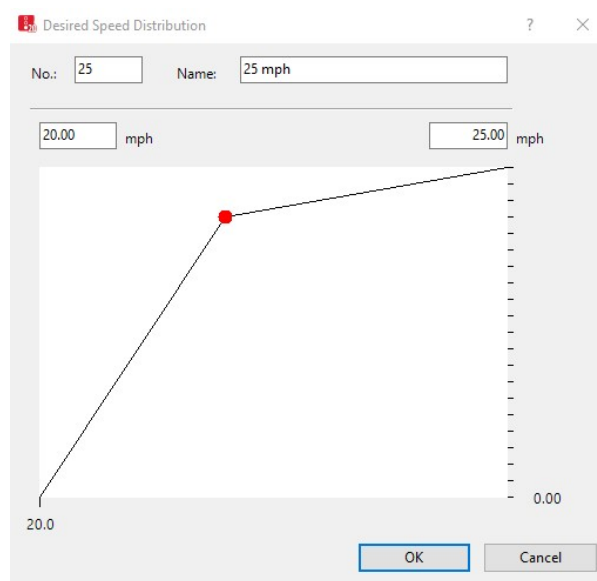 Desired Speed Distribution ? ×
No.: 25 Name: 25 mph
20.00 mph 25.00 mph
0.00
20.0
OK Cancel